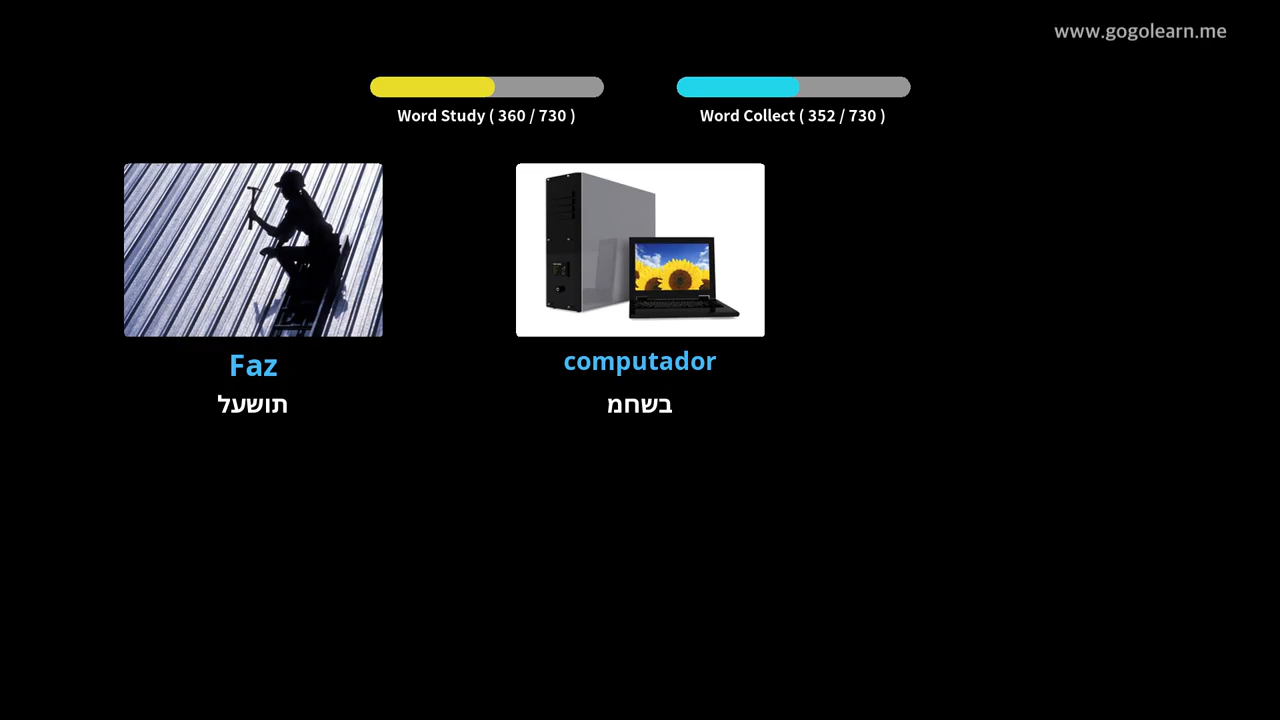 www.gogolearn.me
Word Study ( 360 / 730 )
Word Collect ( 352 / 730 )
Faz
תושעל
computador
בשחמ